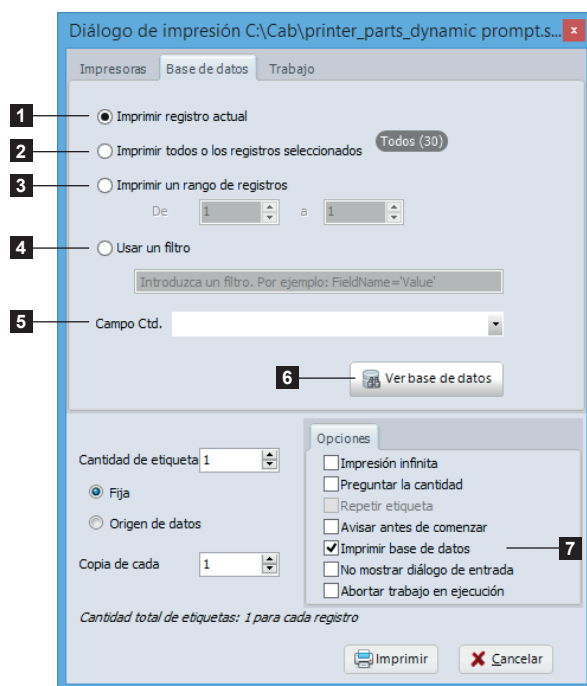 Diálogo de impresión C:\Cab\printer_parts_dynamic prompt.s... x
Impresoras Base de datos Trabajo
1 Imprimir registro actual
2 Imprimir todos o los registros seleccionados Todos (30)
3 Imprimir un rango de registros
De 1 a 1
4 Usar un filtro
Introduzca un filtro. Por ejemplo: FieldName='Value'
5 Campo Ctd.
6 Ver base de datos
Opciones
Cantidad de etiqueta 1
Impresión infinita
Preguntar la cantidad
Fija
Repetir etiqueta
Origen de datos
Avisar antes de comenzar
Imprimir base de datos 7
Copia de cada 1
No mostrar diálogo de entrada
Abortar trabajo en ejecución
Cantidad total de etiquetas: 1 para cada registro
Imprimir Cancelar